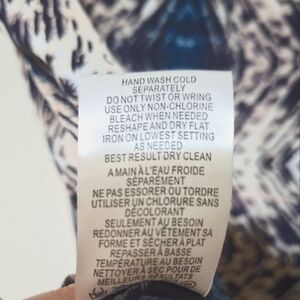 HAND WASH COLD
SEPARATELY
DO NOT TWIST OR WRING
USE ONLY NON-CHLORINE
BLEACH WHEN NEEDED
RESHAPE AND DRY FLAT
IRON ON LOWEST SETTING
AS NEEDED
BEST RESULT DRY CLEAN
A MAIN À L'EAU FROIDE
SÉPARÉMENT
NE PAS ESSORER OU TORDRE
UTILISER UN CHLORURE SANS
DÉCOLORANT
SEULEMENT AU BESOIN
REDONNER AU VÊTEMENT SA
FORME ET SÉCHER À PLAT
REPASSER À BASSE
TEMPÉRATURE AU BESOIN
NETTOYER À SEC POUR DE
MEILLEURS RÉSULTATS